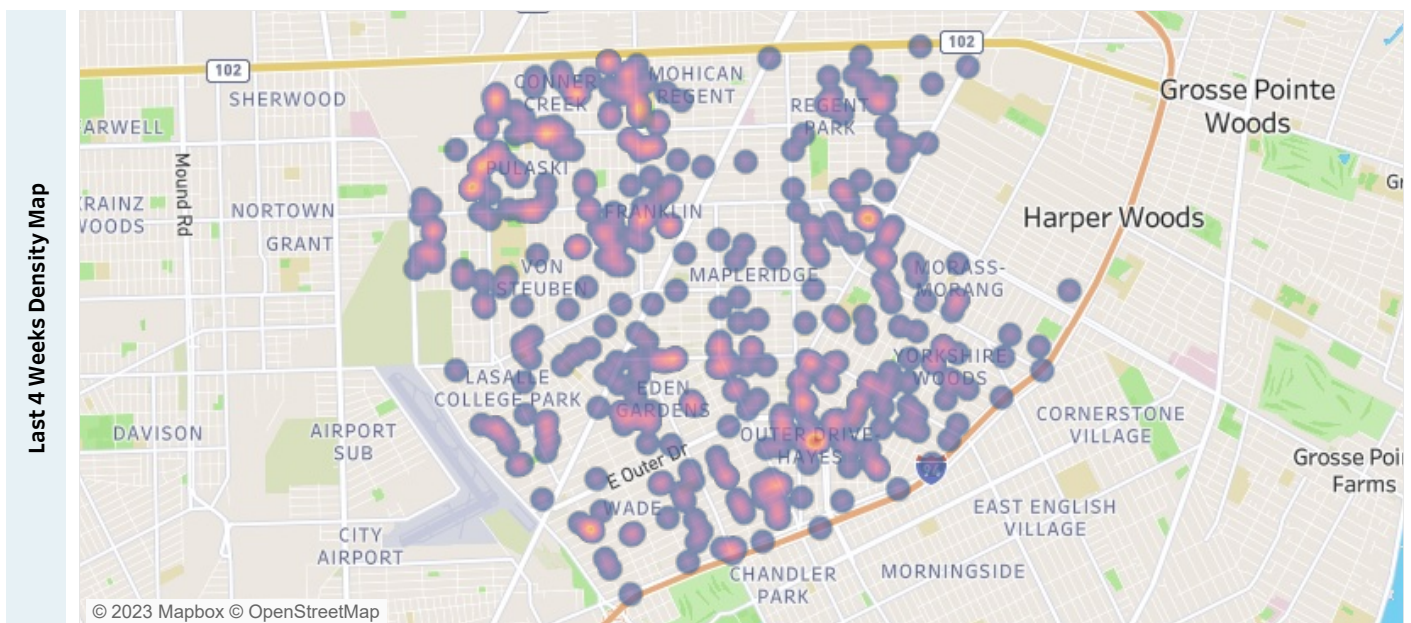 Last 4 Weeks Density Map
102
102
CONNER
CREEK
MOHICAN
REGENT
SHERWOOD
REGENT
PARK
Grosse Pointe
Woods
ARWELL
Mound Rd
PULASKI
KRAINZ
WOODS
NORTOWN
FRANKLIN
Harper Woods
Gr
GRANT
VON
STEUBEN
MAPLERIDGE
MORASS-
MORANG
YORKSHIRE
WOODS
LASALLE
COLLEGE PARK
EDEN
GARDENS
CORNERSTONE
VILLAGE
DAVISON
AIRPORT
SUB
OUTER DRIVE-
HAYES
E Outer Dr
94
Grosse Poi
Farms
WADE
EAST ENGLISH
VILLAGE
CITY
AIRPORT
CHANDLER
PARK
MORNINGSIDE
© 2023 Mapbox © OpenStreetMap